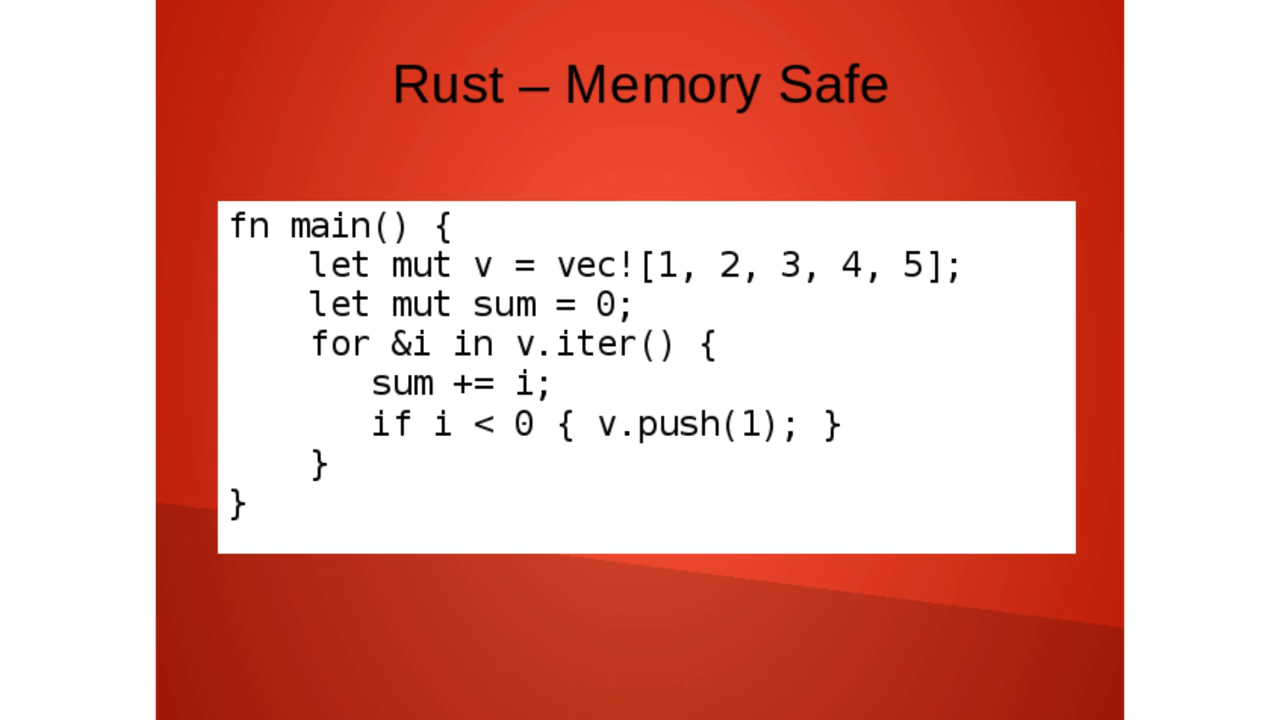 Rust – Memory Safe
fn main() {
    let mut v = vec![1, 2, 3, 4, 5];
    let mut sum = 0;
    for &i in v.iter() {
       sum += i;
       if i < 0 { v.push(1); }
    }
}